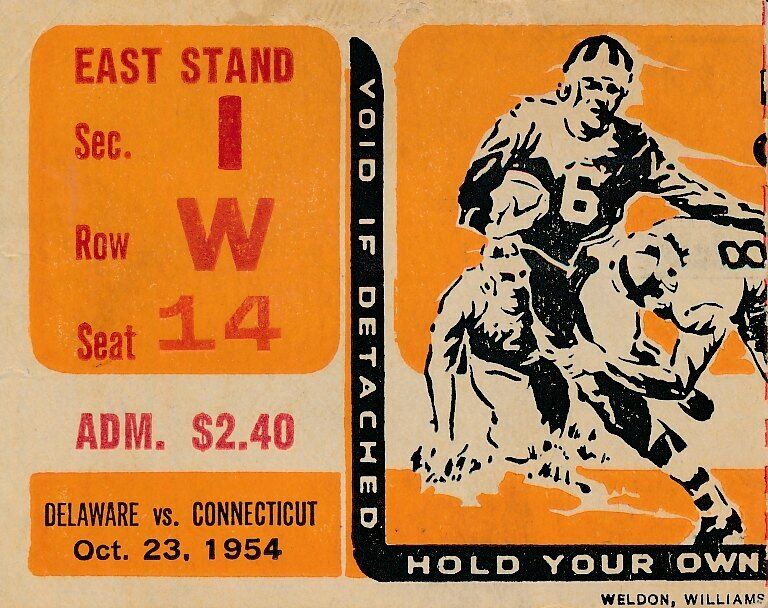 EAST STAND
Sec. I
Row W
Seat 14
ADM. $2.40
DELAWARE vs. CONNECTICUT
Oct. 23, 1954
VOID IF DETACHED
6
8
HOLD YOUR OWN
WELDON, WILLIAMS